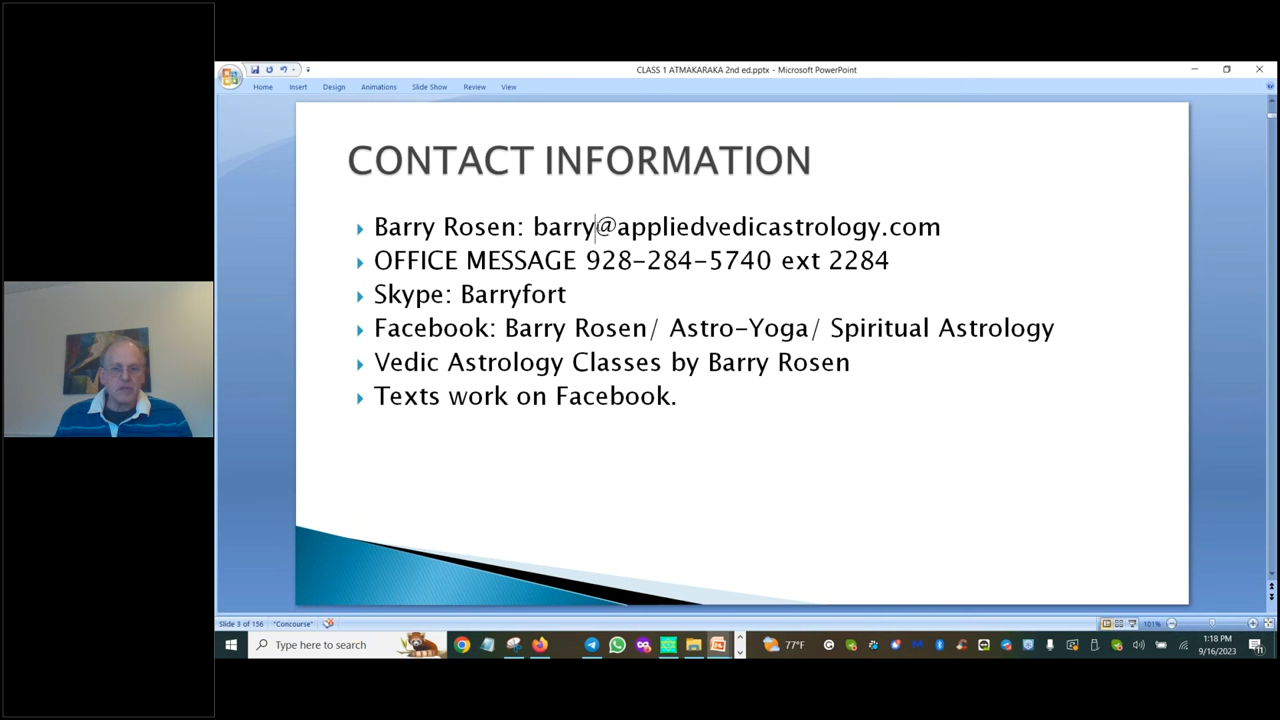 CLASS 1 ATMAKARAKA 2nd ed.pptx - Microsoft PowerPoint
Home Insert Design Animations Slide Show Review View
CONTACT INFORMATION
Barry Rosen: barry@appliedvedicastrology.com
OFFICE MESSAGE 928-284-5740 ext 2284
Skype: Barryfort
Facebook: Barry Rosen/ Astro-Yoga/ Spiritual Astrology
Vedic Astrology Classes by Barry Rosen
Texts work on Facebook.
Slide 3 of 156 "Concourse" 101%
Type here to search 77°F 1:18 PM
9/16/2023